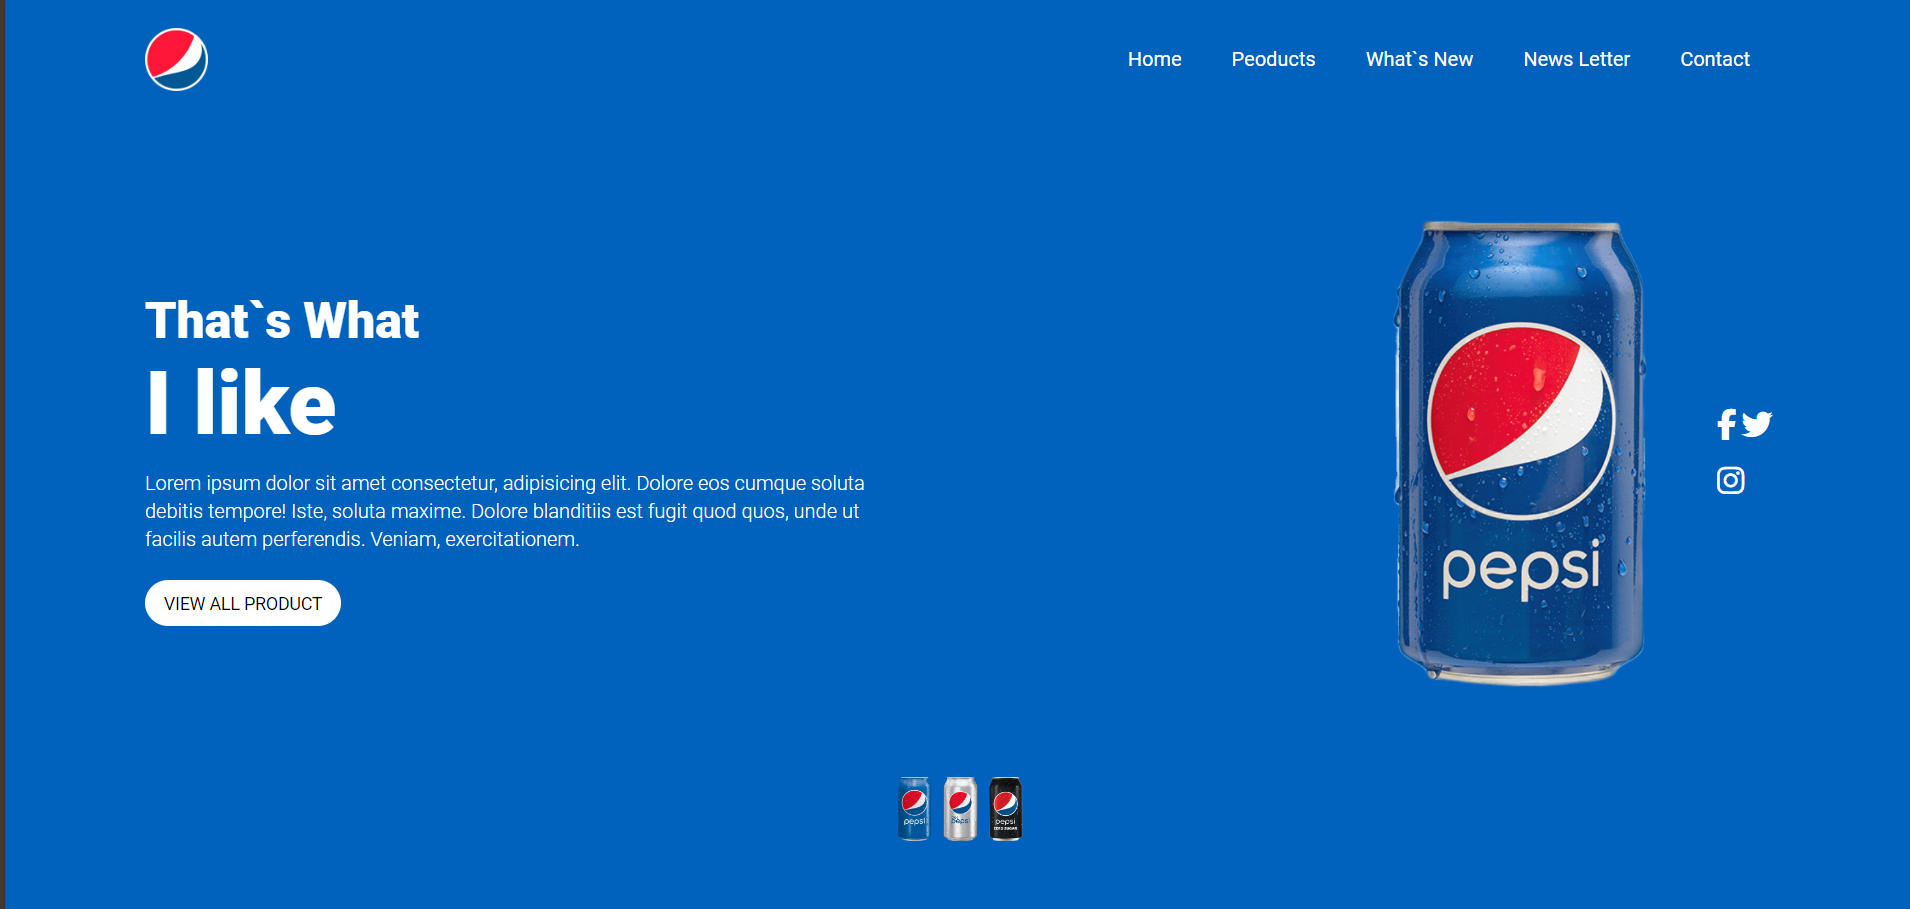 Home Peoducts What`s New News Letter Contact
That`s What
I like
Lorem ipsum dolor sit amet consectetur, adipisicing elit. Dolore eos cumque soluta
debitis tempore! Iste, soluta maxime. Dolore blanditiis est fugit quod quos, unde ut
facilis autem perferendis. Veniam, exercitationem.
VIEW ALL PRODUCT
pepsi
pepsi pepsi pepsi
ZERO SUGAR